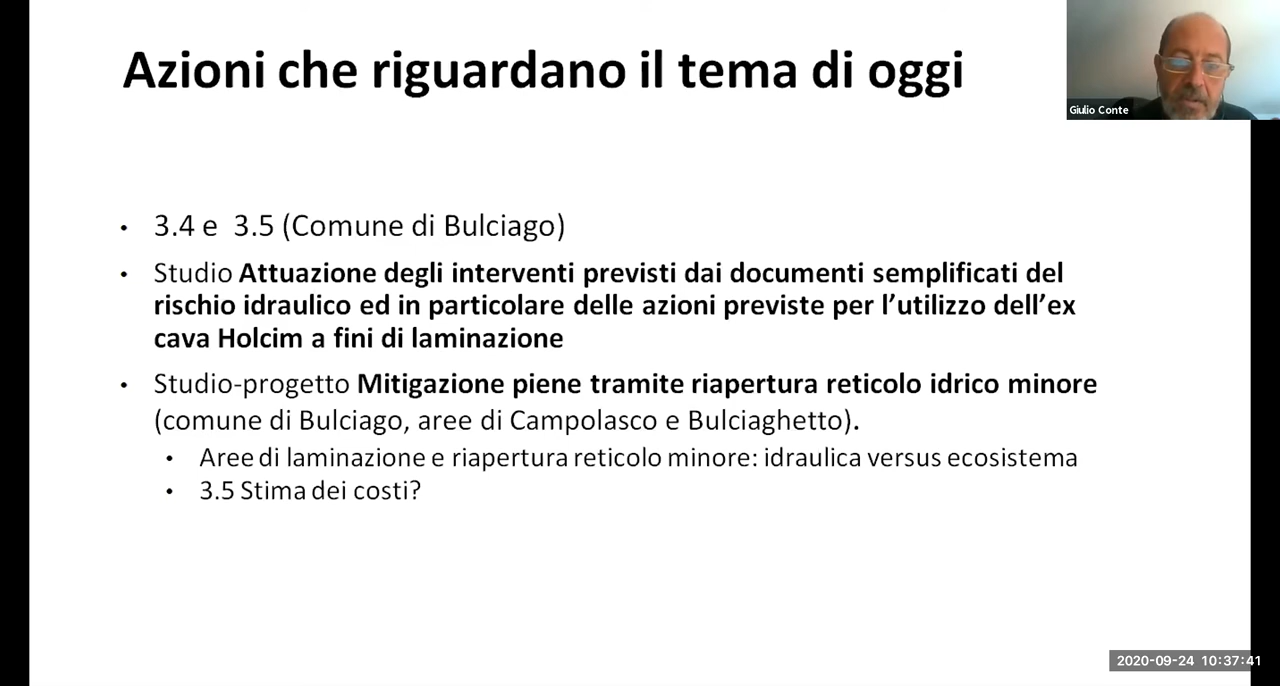 Azioni che riguardano il tema di oggi
Giulio Conte
• 3.4 e 3.5 (Comune di Bulciago)
• Studio Attuazione degli interventi previsti dai documenti semplificati del
rischio idraulico ed in particolare delle azioni previste per l’utilizzo dell’ex
cava Holcim a fini di laminazione
• Studio-progetto Mitigazione piene tramite riapertura reticolo idrico minore
(comune di Bulciago, aree di Campolasco e Bulciaghetto).
• Aree di laminazione e riapertura reticolo minore: idraulica versus ecosistema
• 3.5 Stima dei costi?
2020-09-24 10:37:41